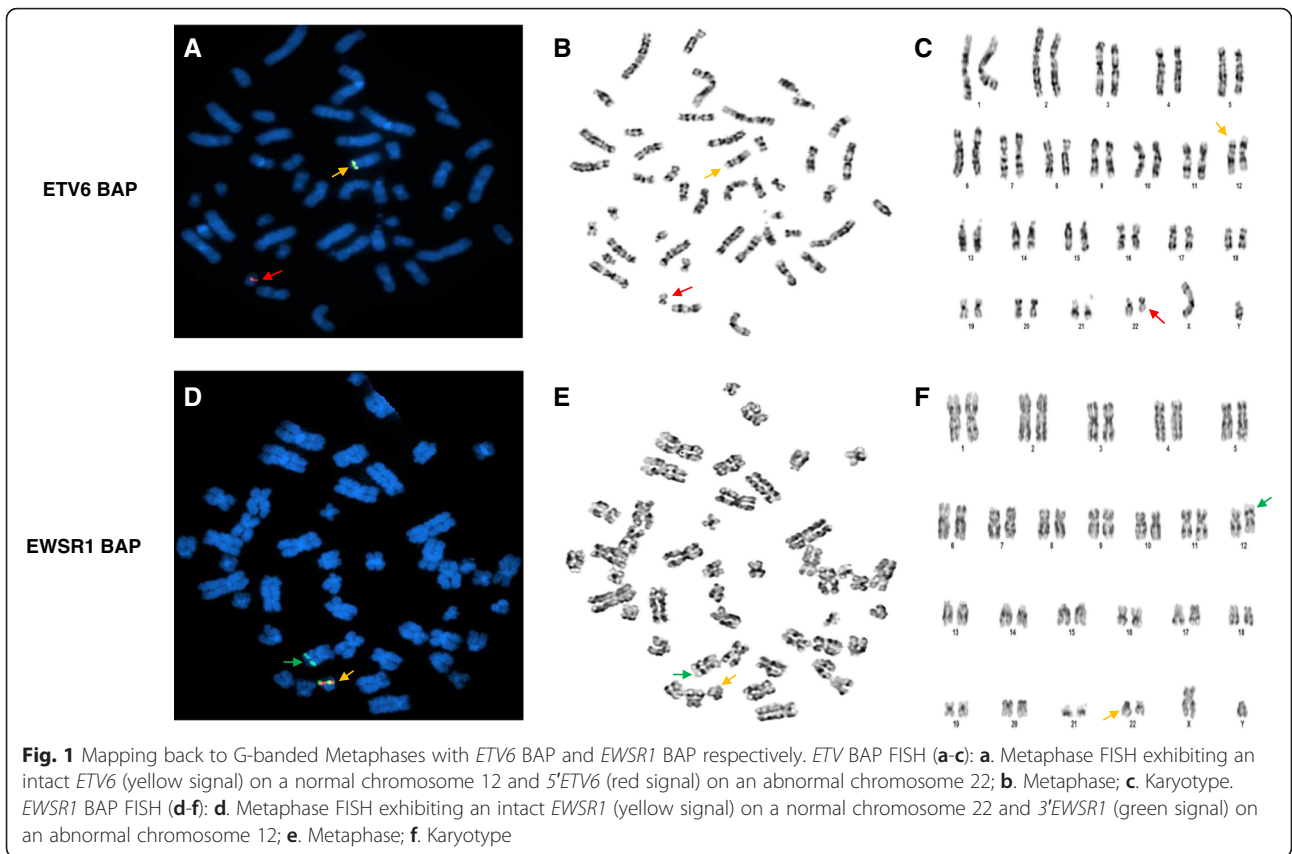 A
B
C
ETV6 BAP
1 2 3 4 5
6 7 8 9 10 11 12
13 14 15 16 17 18
19 20 21 22 X Y
D
E
F
EWSR1 BAP
1 2 3 4 5
6 7 8 9 10 11 12
13 14 15 16 17 18
19 20 21 22 X Y
Fig. 1 Mapping back to G-banded Metaphases with ETV6 BAP and EWSR1 BAP respectively. ETV BAP FISH (a-c): a. Metaphase FISH exhibiting an
intact ETV6 (yellow signal) on a normal chromosome 12 and 5'ETV6 (red signal) on an abnormal chromosome 22; b. Metaphase; c. Karyotype.
EWSR1 BAP FISH (d-f): d. Metaphase FISH exhibiting an intact EWSR1 (yellow signal) on a normal chromosome 22 and 3'EWSR1 (green signal) on
an abnormal chromosome 12; e. Metaphase; f. Karyotype